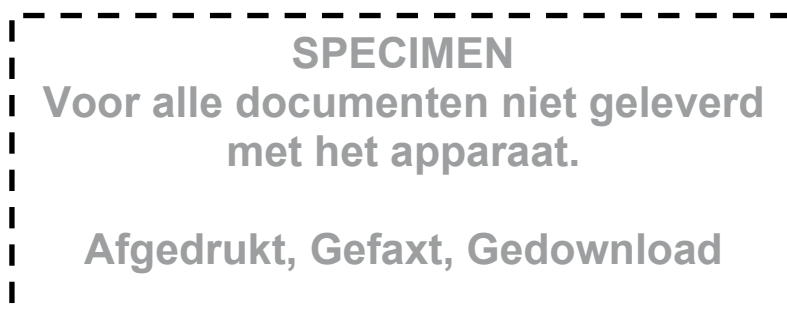 SPECIMEN
Voor alle documenten niet geleverd
met het apparaat.
Afgedrukt, Gefaxt, Gedownload